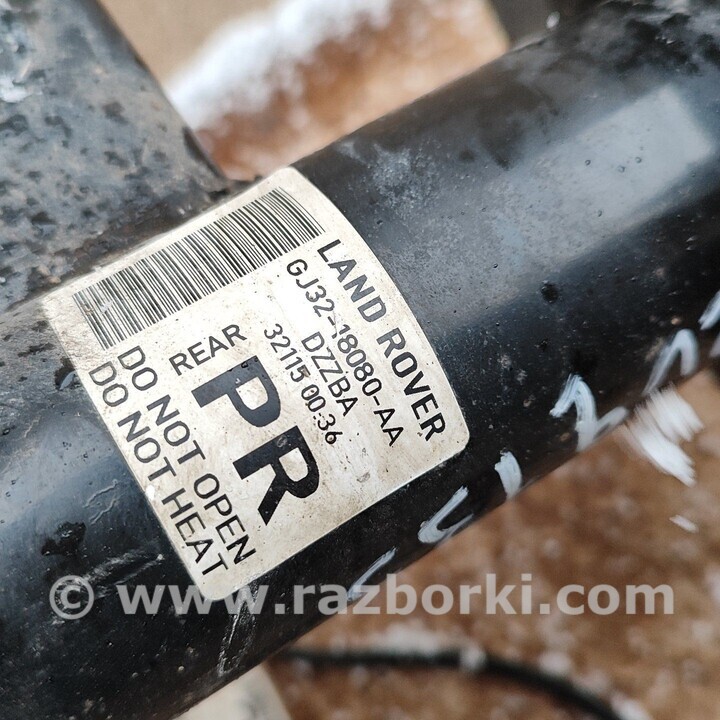 LAND ROVER
GJ32-18080-AA
DZZBA
32115 00:36
REAR
PR
DO NOT OPEN
DO NOT HEAT
© www.razborki.com